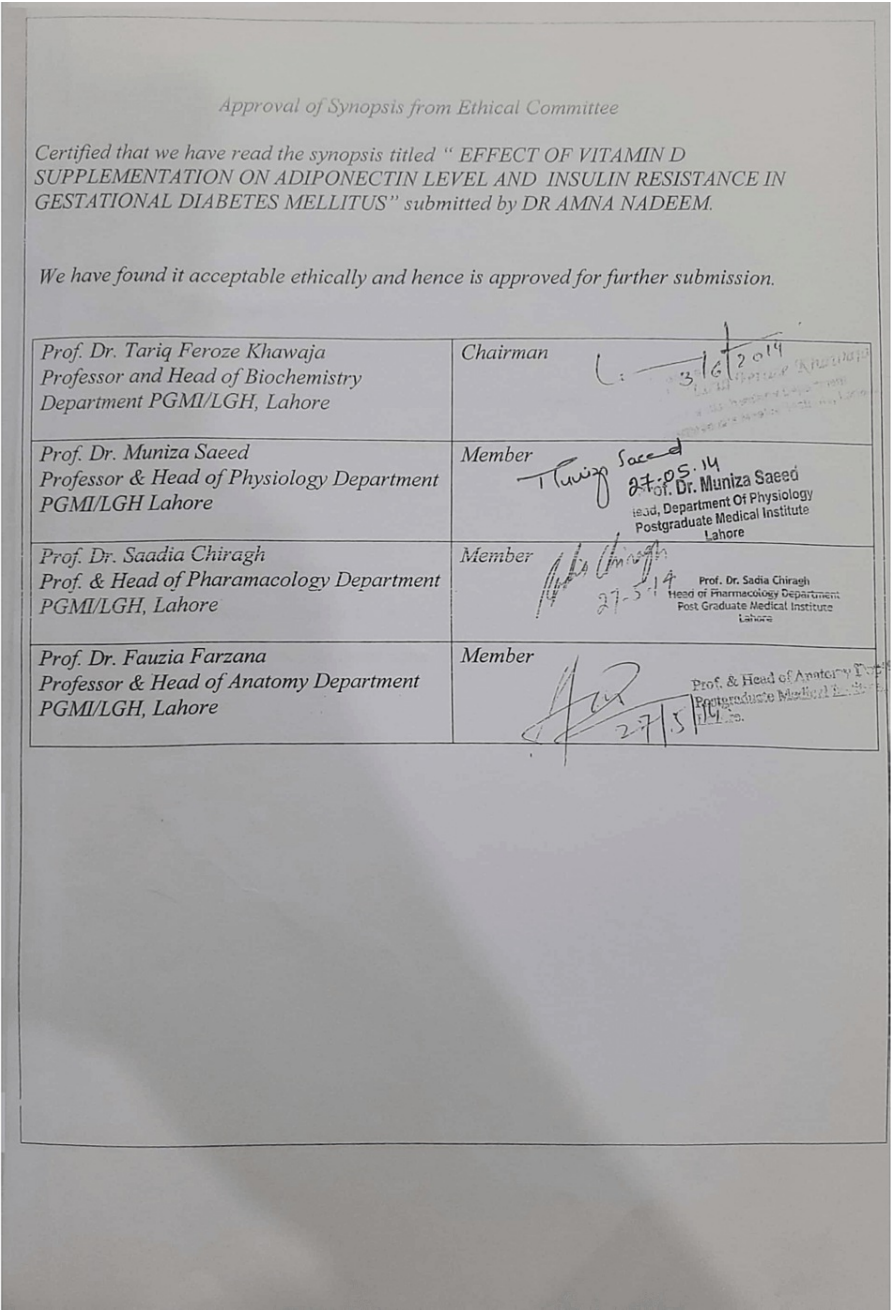 Approval of Synopsis from Ethical Committee
Certified that we have read the synopsis titled “ EFFECT OF VITAMIN D
SUPPLEMENTATION ON ADIPONECTIN LEVEL AND INSULIN RESISTANCE IN
GESTATIONAL DIABETES MELLITUS” submitted by DR AMNA NADEEM.
We have found it acceptable ethically and hence is approved for further submission.
Prof. Dr. Tariq Feroze Khawaja
Professor and Head of Biochemistry
Department PGMI/LGH, Lahore
Chairman
3/6/2014
Khawaja
Prof. Dr. Muniza Saeed
Professor & Head of Physiology Department
PGMI/LGH Lahore
Member
Muniza Saeed
27-05-14
Prof. Dr. Muniza Saeed
Head, Department Of Physiology
Postgraduate Medical Institute
Lahore
Prof. Dr. Saadia Chiragh
Prof. & Head of Pharamacology Department
PGMI/LGH, Lahore
Member
Chiragh
27-5-14
Prof. Dr. Sadia Chiragh
Head of Pharmacology Department
Post Graduate Medical Institute
Lahore
Prof. Dr. Fauzia Farzana
Professor & Head of Anatomy Department
PGMI/LGH, Lahore
Member
27/5/14
Prof. & Head of Anatomy Dept
Postgraduate Medical Institute